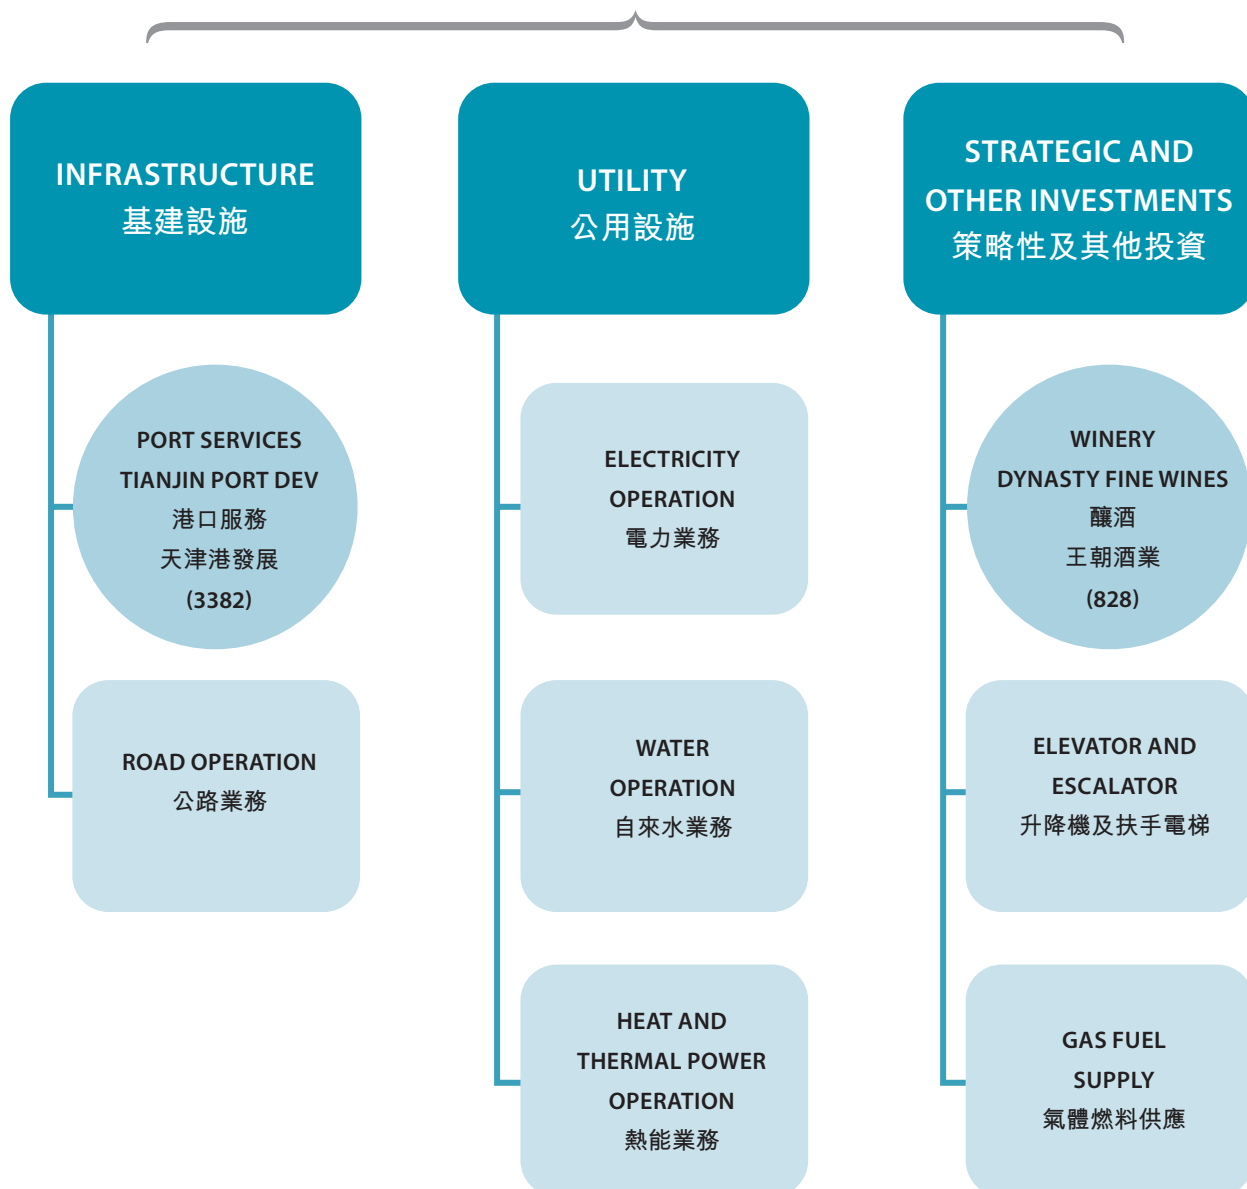 INFRASTRUCTURE
基建設施
PORT SERVICES
TIANJIN PORT DEV
港口服務
天津港發展
(3382)
ROAD OPERATION
公路業務
UTILITY
公用設施
ELECTRICITY
OPERATION
電力業務
WATER
OPERATION
自來水業務
HEAT AND
THERMAL POWER
OPERATION
熱能業務
STRATEGIC AND
OTHER INVESTMENTS
策略性及其他投資
WINERY
DYNASTY FINE WINES
釀酒
王朝酒業
(828)
ELEVATOR AND
ESCALATOR
升降機及扶手電梯
GAS FUEL
SUPPLY
氣體燃料供應